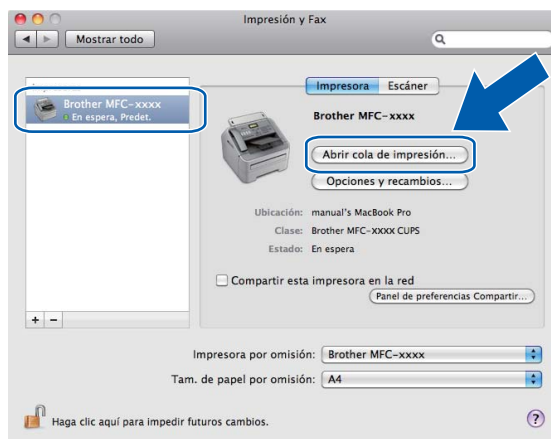 Impresión y Fax
Mostrar todo
Impresora Escáner
Brother MFC-xxxx
En espera, Predet.
Brother MFC-xxxx
Abrir cola de impresión...
Opciones y recambios...
Ubicación: manual's MacBook Pro
Clase: Brother MFC-XXXX CUPS
Estado: En espera
Compartir esta impresora en la red
Panel de preferencias Compartir...
+ −
Impresora por omisión: Brother MFC-xxxx
Tam. de papel por omisión: A4
Haga clic aquí para impedir futuros cambios.
?